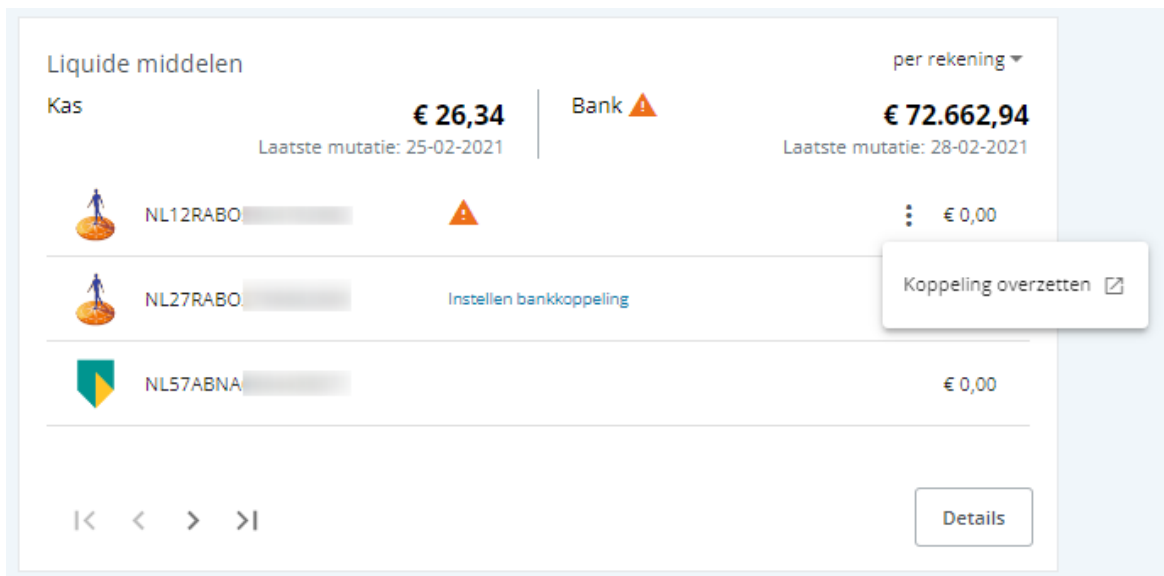 Liquide middelen
per rekening
Kas
€ 26,34
Laatste mutatie: 25-02-2021
Bank
€ 72.662,94
Laatste mutatie: 28-02-2021
NL12RABO
€ 0,00
Koppeling overzetten
NL27RABO
Instellen bankkoppeling
NL57ABNA
€ 0,00
Details